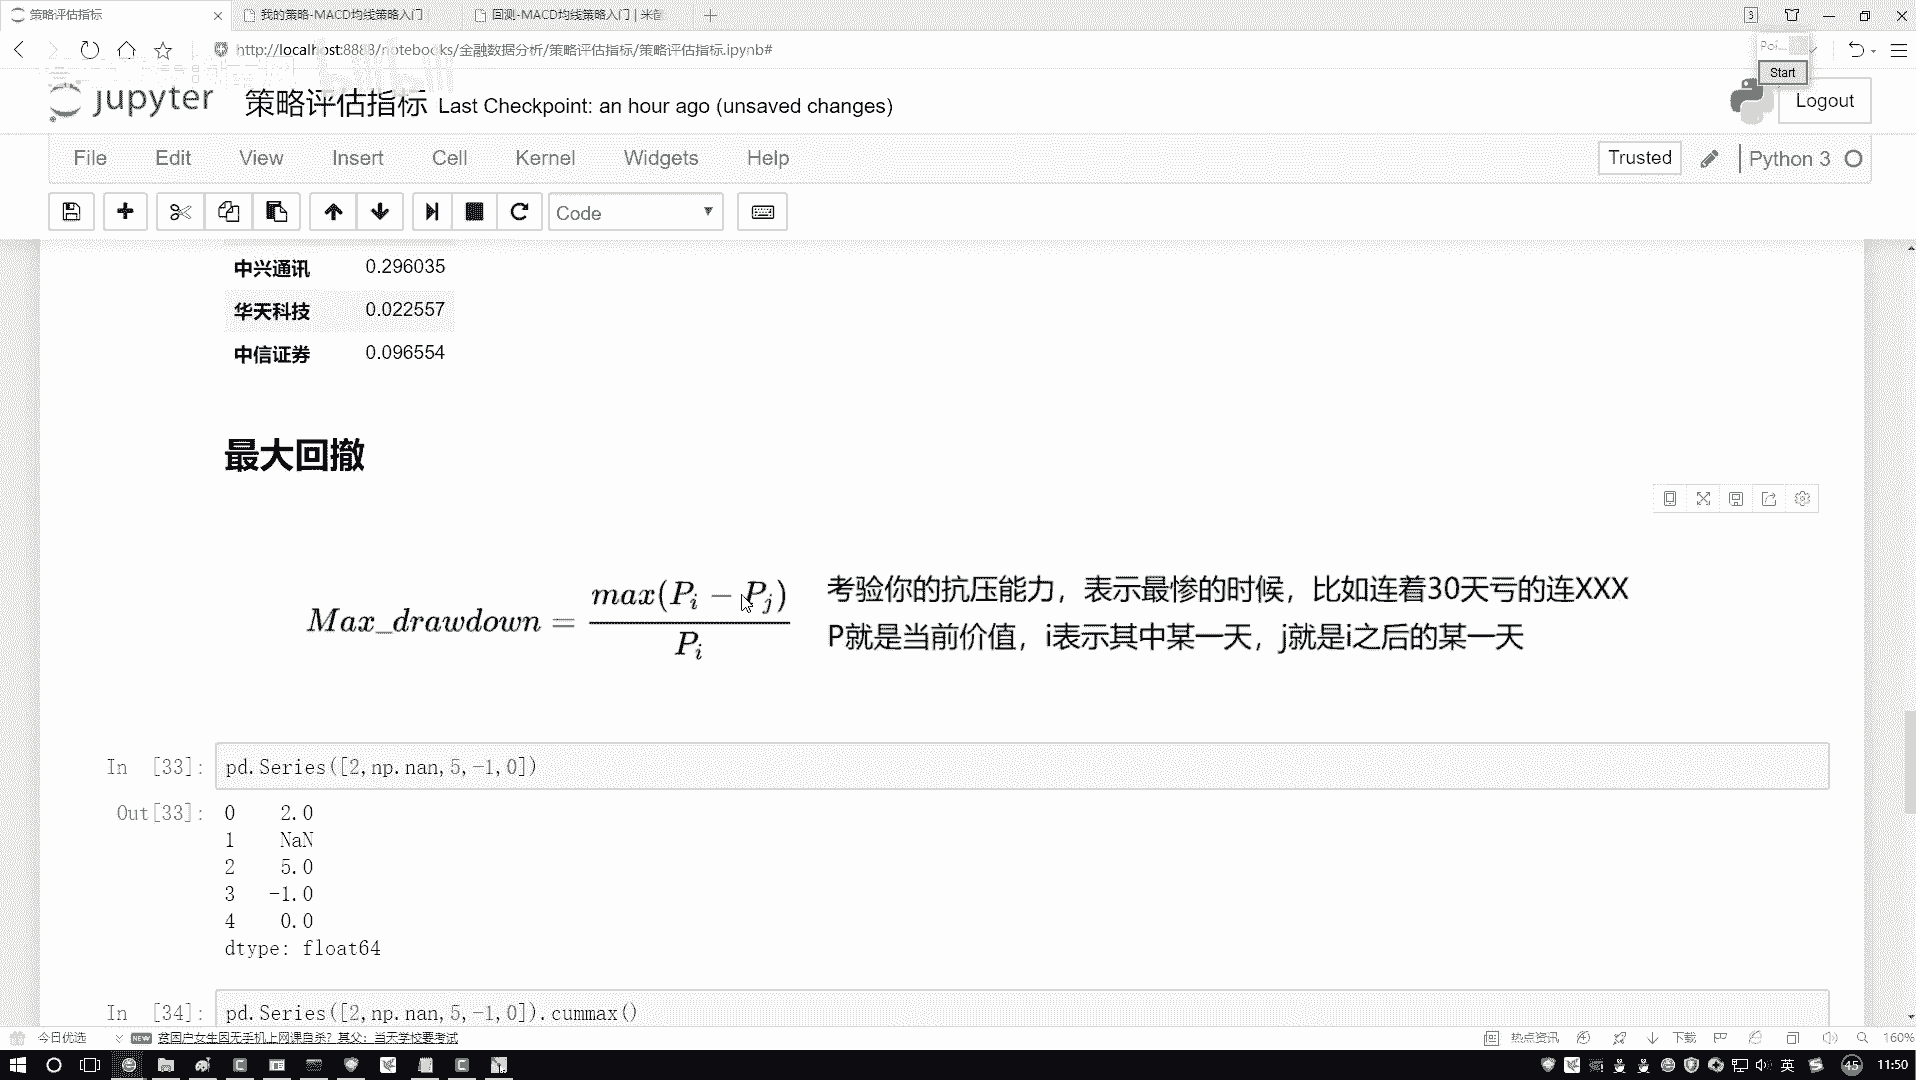 策略评估指标
我的策略-MACD均线策略入门
回测-MACD均线策略入门 | 米筐
3
http://localhost:8888/notebooks/金融数据分析/策略评估指标/策略评估指标.ipynb#
Poi...
Start
jupyter 策略评估指标 Last Checkpoint: an hour ago (unsaved changes)
Logout
File Edit View Insert Cell Kernel Widgets Help
Trusted
Python 3
Code
中兴通讯 0.296035
华天科技 0.022557
中信证券 0.096554
最大回撤
Max_drawdown = max(P_i − P_j) / P_i
考验你的抗压能力，表示最惨的时候，比如连着30天亏的连XXX
P就是当前价值，i表示其中某一天，j就是i之后的某一天
In [33]: pd.Series([2,np.nan,5,-1,0])
Out[33]: 0 2.0
1 NaN
2 5.0
3 -1.0
4 0.0
dtype: float64
In [34]: pd.Series([2,np.nan,5,-1,0]).cummax()
今日优选
NEW 贫困户女生因无手机上网课自杀？其父：当天学校要考试
热点资讯
下载
160%
英
45
11:50